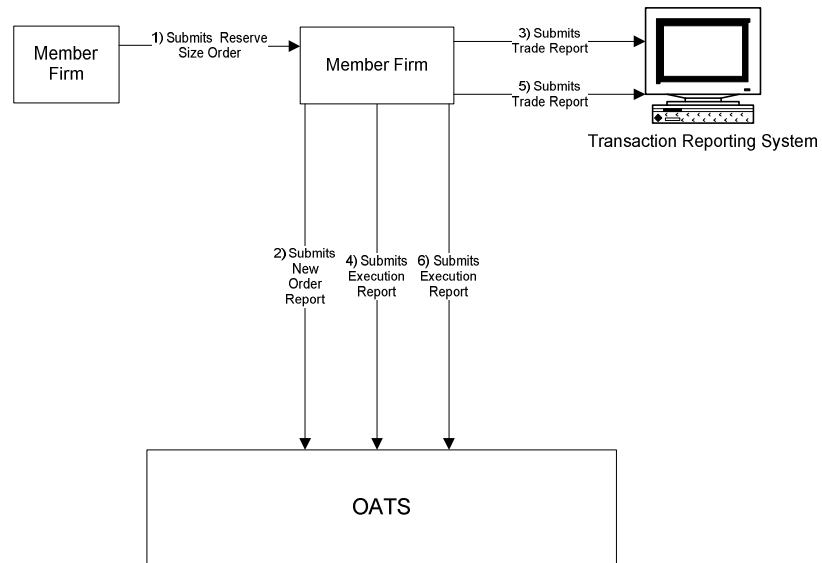 Member
Firm
1) Submits Reserve
Size Order
Member Firm
3) Submits
Trade Report
5) Submits
Trade Report
Transaction Reporting System
2) Submits
New
Order
Report
4) Submits
Execution
Report
6) Submits
Execution
Report
OATS